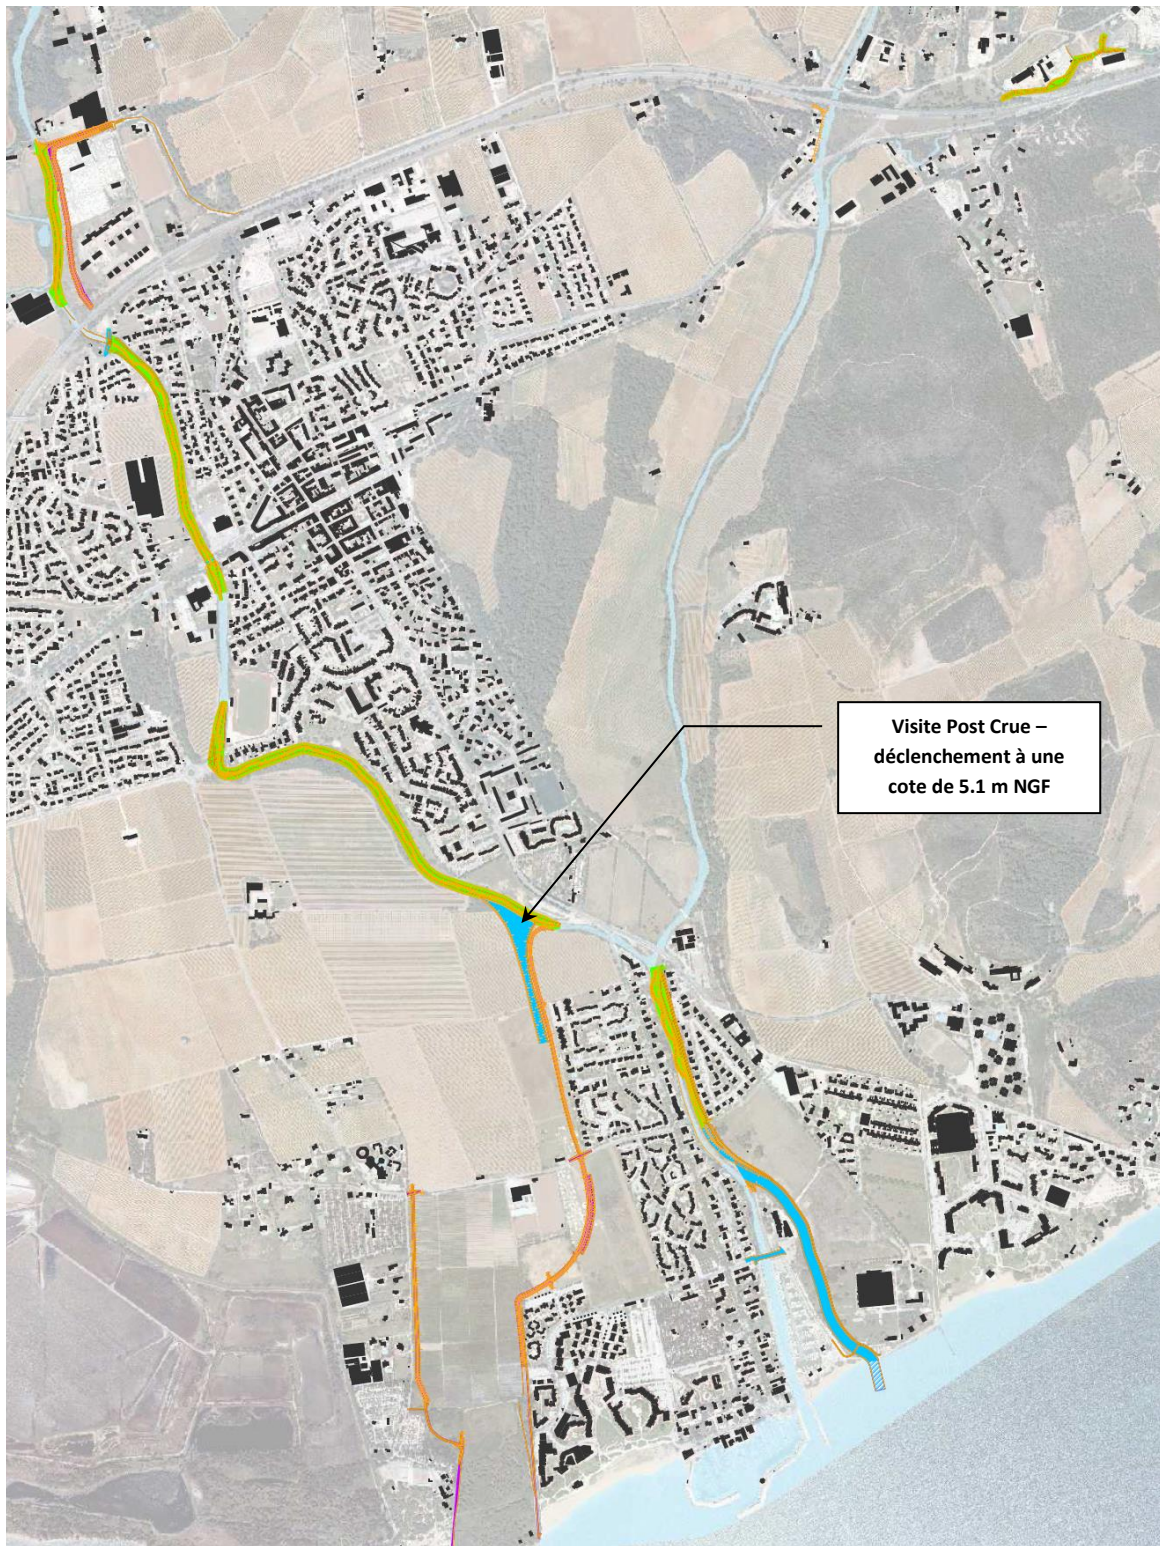 Visite Post Crue –
déclenchement à une
cote de 5.1 m NGF